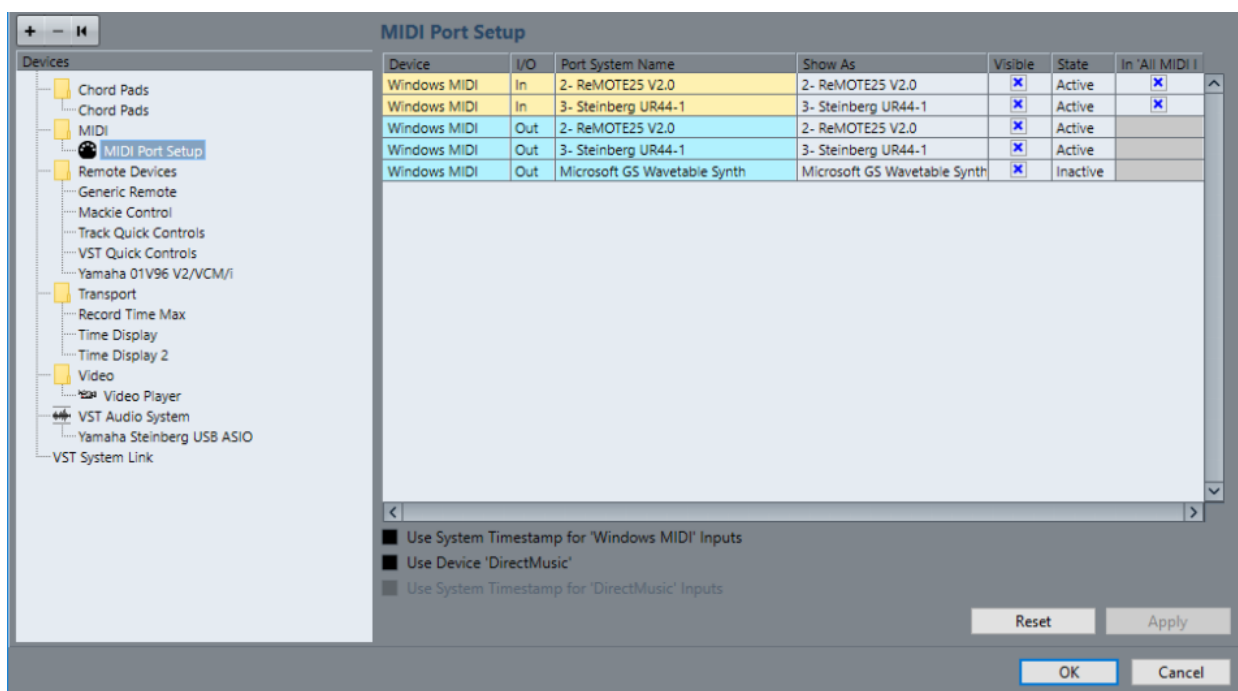 MIDI Port Setup
Devices
Chord Pads
Chord Pads
MIDI
MIDI Port Setup
Remote Devices
Generic Remote
Mackie Control
Track Quick Controls
VST Quick Controls
Yamaha 01V96 V2/VCM/i
Transport
Record Time Max
Time Display
Time Display 2
Video
Video Player
VST Audio System
Yamaha Steinberg USB ASIO
VST System Link
Device I/O Port System Name Show As Visible State In 'All MIDI I
Windows MIDI In 2- ReMOTE25 V2.0 2- ReMOTE25 V2.0 Active
Windows MIDI In 3- Steinberg UR44-1 3- Steinberg UR44-1 Active
Windows MIDI Out 2- ReMOTE25 V2.0 2- ReMOTE25 V2.0 Active
Windows MIDI Out 3- Steinberg UR44-1 3- Steinberg UR44-1 Active
Windows MIDI Out Microsoft GS Wavetable Synth Microsoft GS Wavetable Synth Inactive
Use System Timestamp for 'Windows MIDI' Inputs
Use Device 'DirectMusic'
Use System Timestamp for 'DirectMusic' Inputs
Reset Apply
OK Cancel